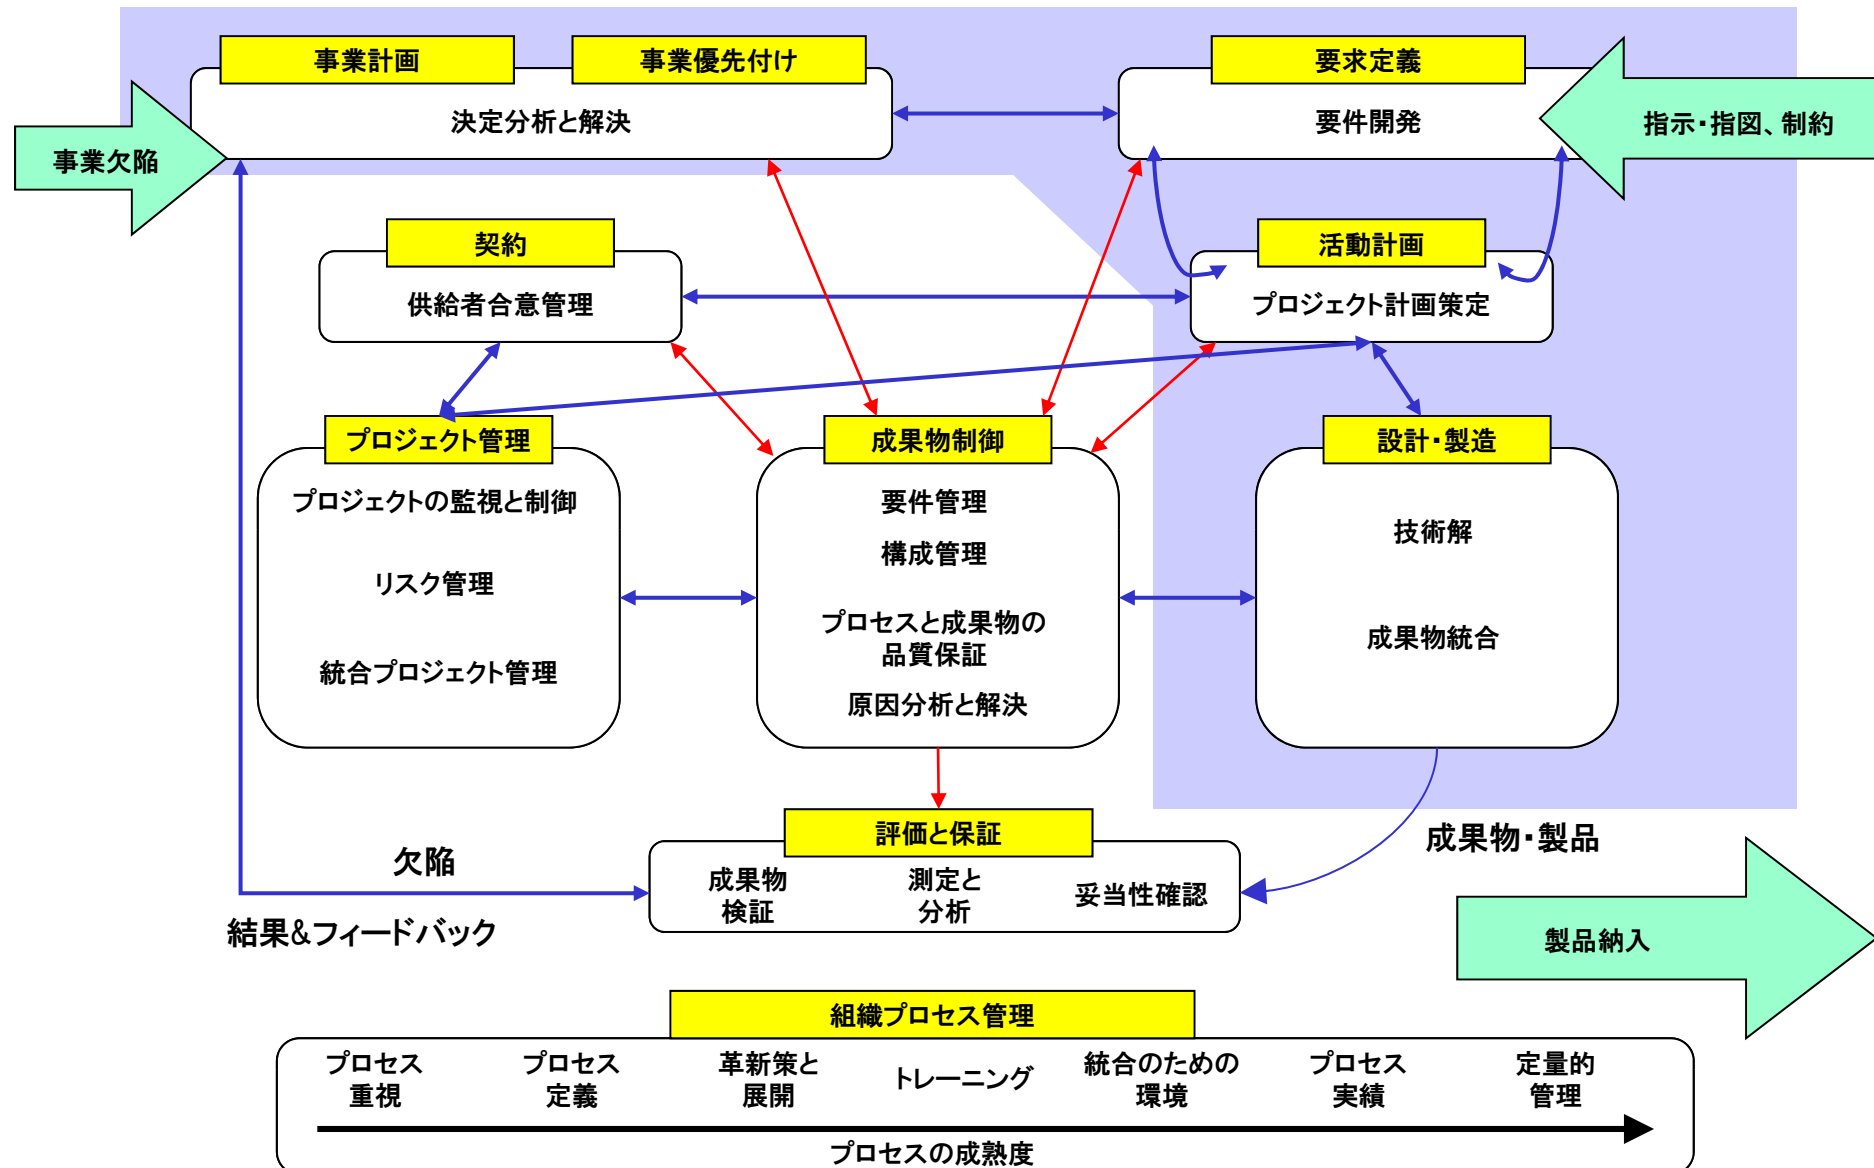 事業計画
事業優先付け
要求定義
決定分析と解決
要件開発
指示・指図、制約
事業欠陥
契約
活動計画
供給者合意管理
プロジェクト計画策定
プロジェクト管理
成果物制御
設計・製造
プロジェクトの監視と制御
リスク管理
統合プロジェクト管理
要件管理
構成管理
プロセスと成果物の
品質保証
原因分析と解決
技術解
成果物統合
評価と保証
成果物・製品
欠陥
成果物
検証
測定と
分析
妥当性確認
結果&フィードバック
製品納入
組織プロセス管理
プロセス
重視
プロセス
定義
革新策と
展開
トレーニング
統合のための
環境
プロセス
実績
定量的
管理
プロセスの成熟度